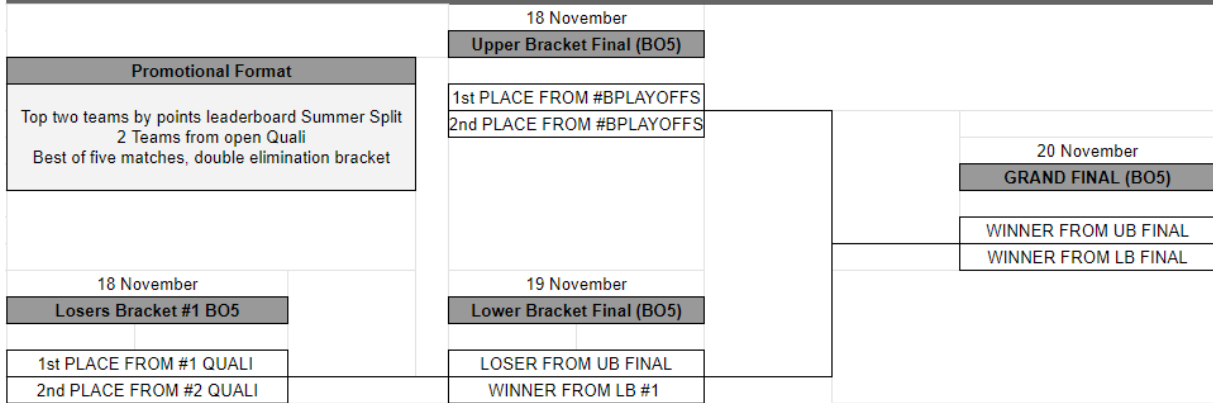 18 November
Upper Bracket Final (BO5)
Promotional Format
Top two teams by points leaderboard Summer Split
2 Teams from open Quali
Best of five matches, double elimination bracket
1st PLACE FROM #BPLAYOFFS
2nd PLACE FROM #BPLAYOFFS
20 November
GRAND FINAL (BO5)
WINNER FROM UB FINAL
WINNER FROM LB FINAL
18 November
Losers Bracket #1 BO5
1st PLACE FROM #1 QUALI
2nd PLACE FROM #2 QUALI
19 November
Lower Bracket Final (BO5)
LOSER FROM UB FINAL
WINNER FROM LB #1